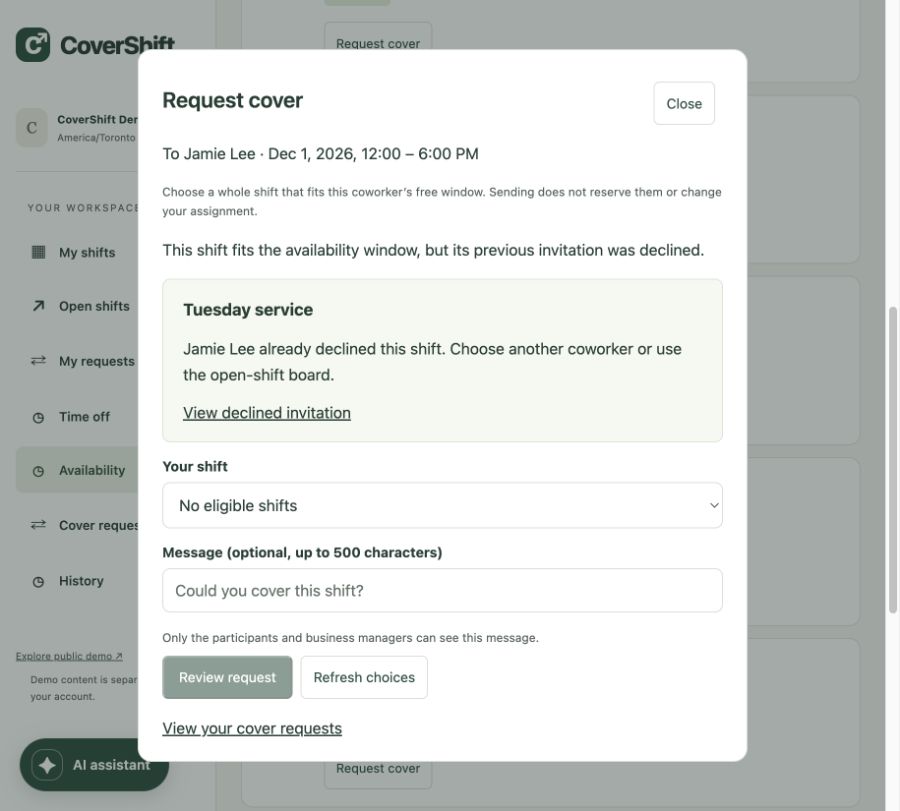 CoverShift
Request cover
Request cover
Close
C
CoverShift Der
America/Toronto
To Jamie Lee · Dec 1, 2026, 12:00 – 6:00 PM
Choose a whole shift that fits this coworker's free window. Sending does not reserve them or change
your assignment.
YOUR WORKSPACE
This shift fits the availability window, but its previous invitation was declined.
My shifts
Open shifts
My requests
Time off
Availability
Cover reques
History
Tuesday service
Jamie Lee already declined this shift. Choose another coworker or use
the open-shift board.
View declined invitation
Your shift
No eligible shifts
Message (optional, up to 500 characters)
Could you cover this shift?
Only the participants and business managers can see this message.
Review request
Refresh choices
View your cover requests
Explore public demo ↗
Demo content is separ
your account.
AI assistant
Request cover